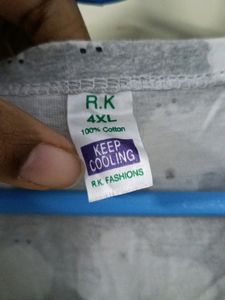 R.K
4XL
100% Cotton
KEEP
COOLING
R.K. FASHIONS